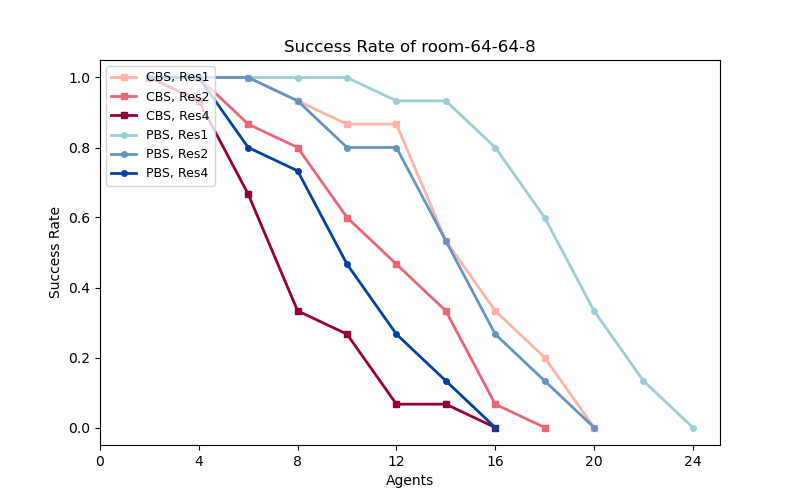 Success Rate of room-64-64-8
CBS, Res1
CBS, Res2
CBS, Res4
PBS, Res1
PBS, Res2
PBS, Res4
Success Rate
1.0
0.8
0.6
0.4
0.2
0.0
0 4 8 12 16 20 24
Agents